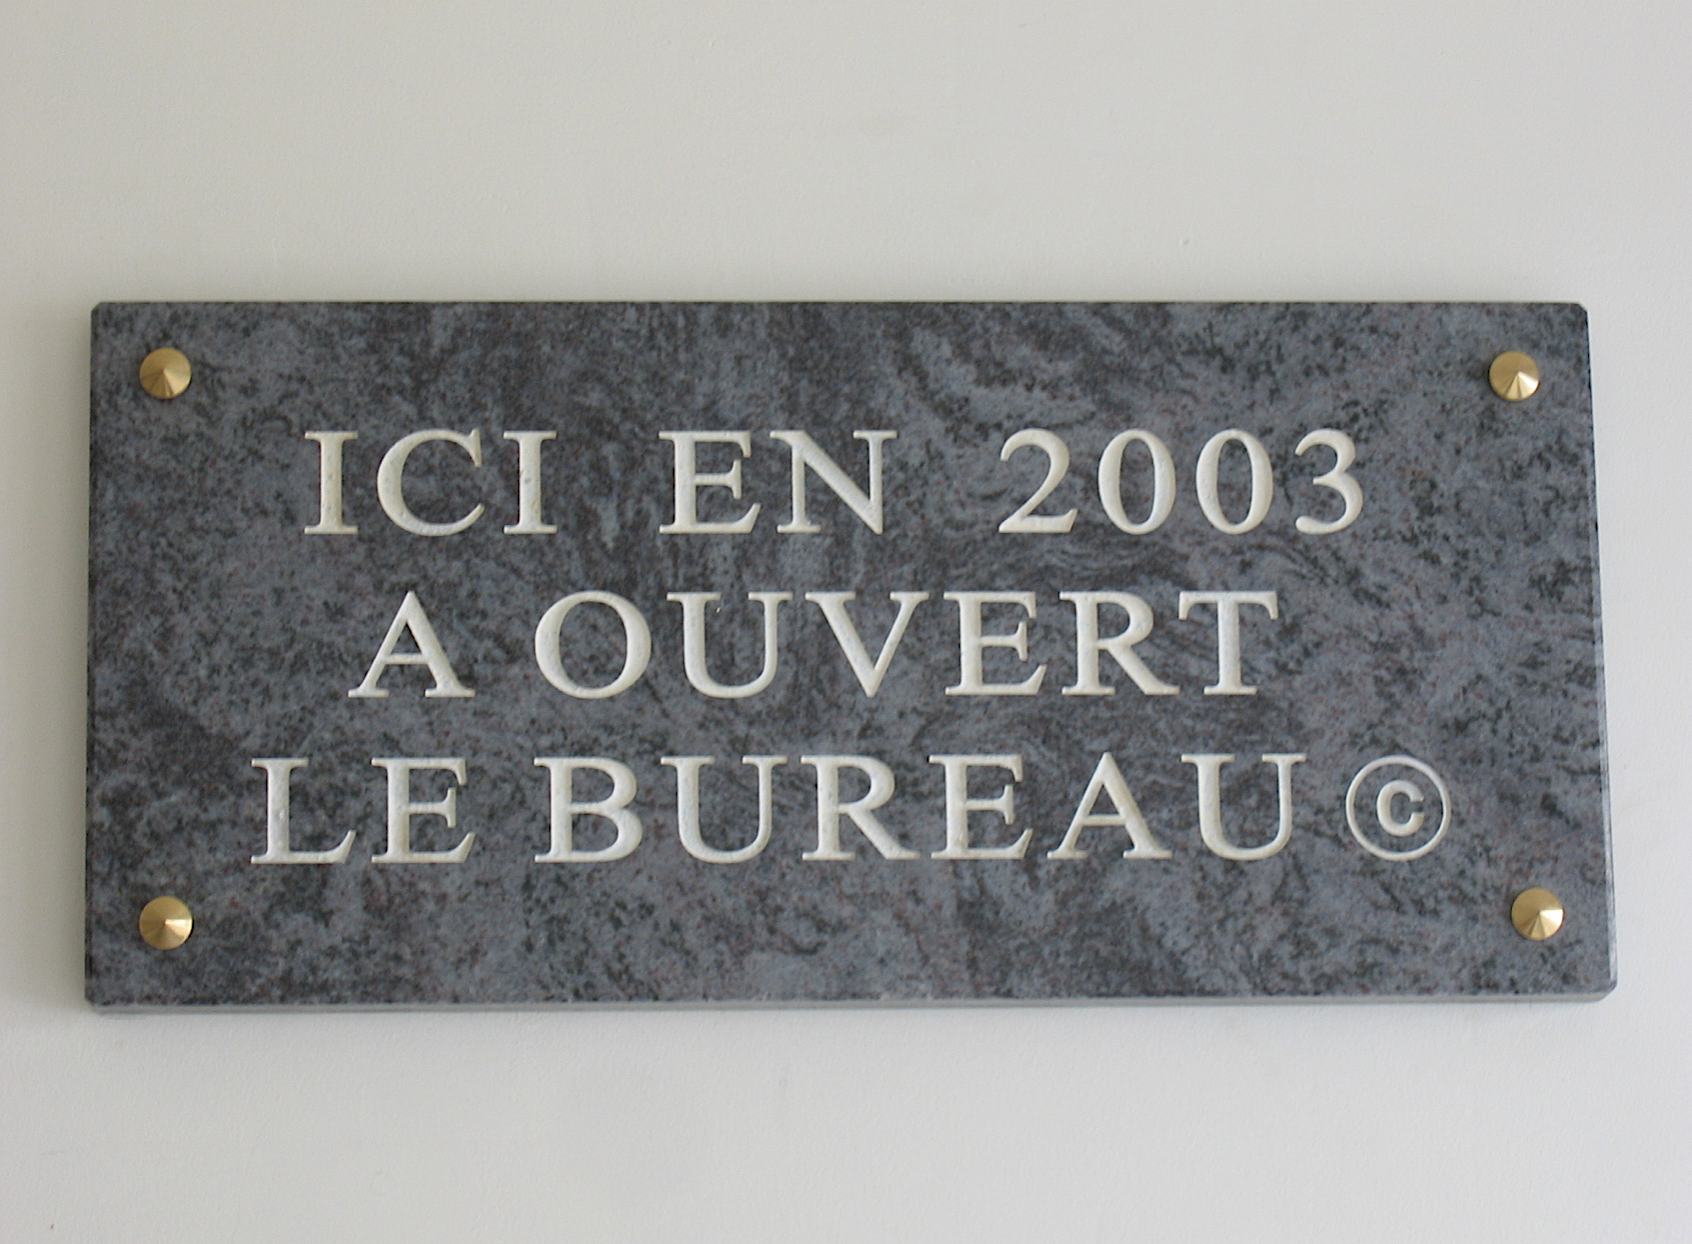 ICI EN 2003
A OUVERT
LE BUREAU ©